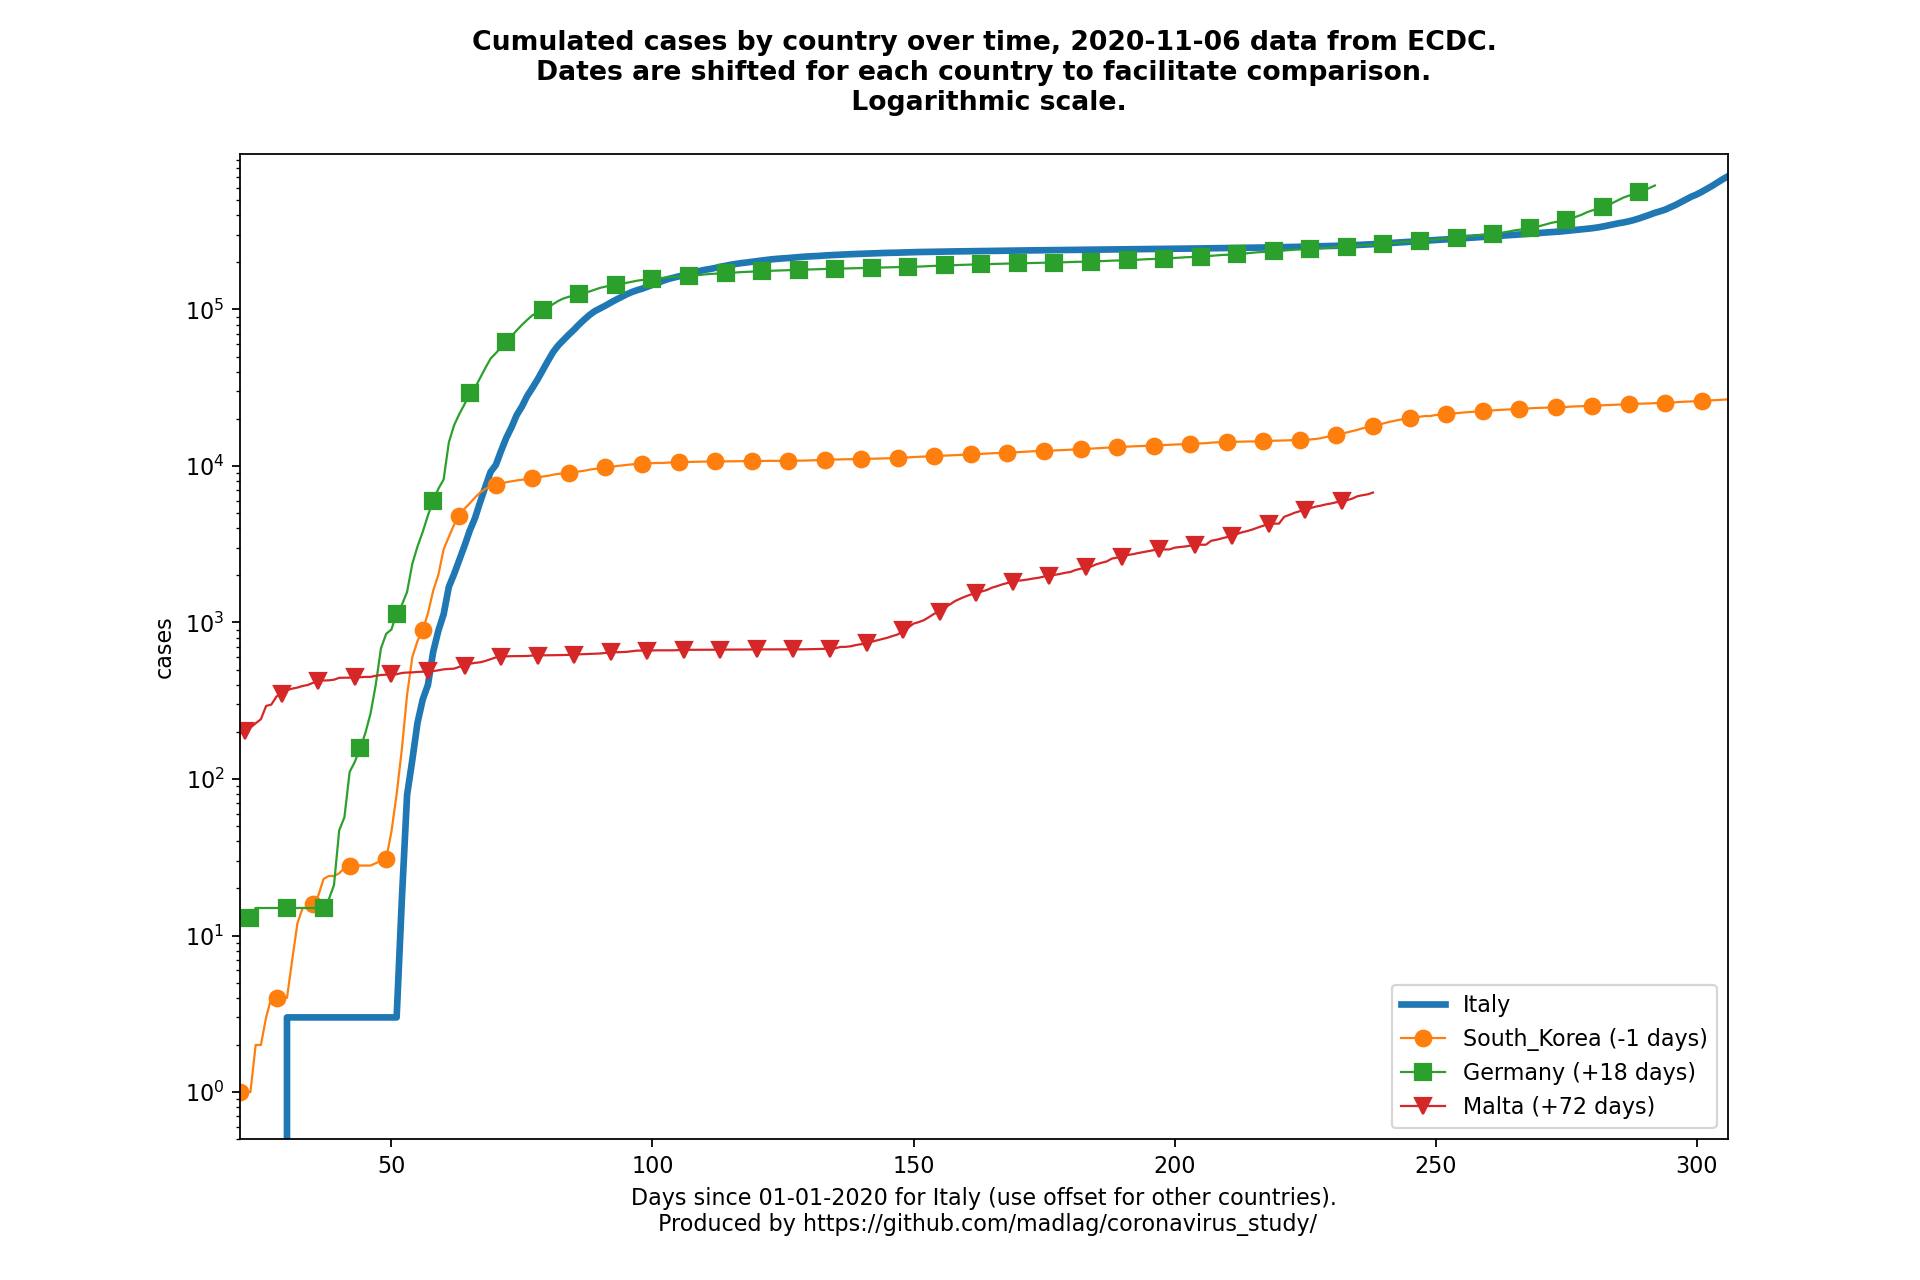 Cumulated cases by country over time, 2020-11-06 data from ECDC.
Dates are shifted for each country to facilitate comparison.
Logarithmic scale.
cases
10^5
10^4
10^3
10^2
10^1
10^0
50
100
150
200
250
300
Italy
South_Korea (-1 days)
Germany (+18 days)
Malta (+72 days)
Days since 01-01-2020 for Italy (use offset for other countries).
Produced by https://github.com/madlag/coronavirus_study/